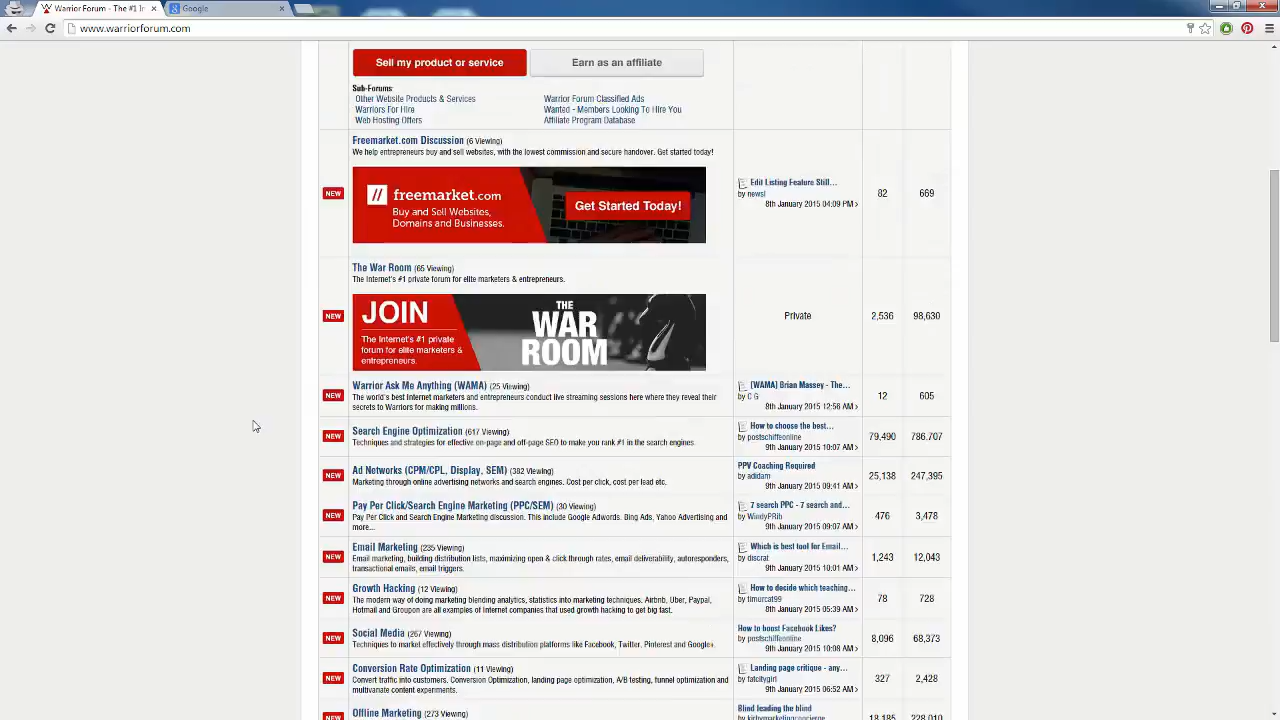 Warrior Forum - The #1 In
Google
www.warriorforum.com
Sell my product or service
Earn as an affiliate
Sub-Forums:
Other Website Products & Services
Warrior Forum Classified Ads
Warriors For Hire
Wanted - Members Looking To Hire You
Web Hosting Offers
Affiliate Program Database
Freemarket.com Discussion (6 Viewing)
We help entrepreneurs buy and sell websites, with the lowest commission and secure handover. Get started today!
NEW
// freemarket.com
Buy and Sell Websites,
Domains and Businesses.
Get Started Today!
Edit Listing Feature Still...
by newsl
8th January 2015 04:09 PM
82
669
The War Room (65 Viewing)
The Internet's #1 private forum for elite marketers & entrepreneurs.
NEW
JOIN
The Internet's #1 private
forum for elite marketers &
entrepreneurs.
THE
WAR
ROOM
Private
2,536
98,630
NEW
Warrior Ask Me Anything (WAMA) (25 Viewing)
The world's best Internet marketers and entrepreneurs conduct live streaming sessions here where they reveal their
secrets to Warriors for making millions.
[WAMA] Brian Massey - The...
by C G
8th January 2015 12:56 AM
12
605
NEW
Search Engine Optimization (617 Viewing)
Techniques and strategies for effective on-page and off-page SEO to make you rank #1 in the search engines.
How to choose the best...
by postschiffeonline
9th January 2015 10:07 AM
79,490
786,707
NEW
Ad Networks (CPM/CPL, Display, SEM) (382 Viewing)
Marketing through online advertising networks and search engines. Cost per click, cost per lead etc.
PPV Coaching Required
by adidam
9th January 2015 09:41 AM
25,138
247,395
NEW
Pay Per Click/Search Engine Marketing (PPC/SEM) (30 Viewing)
Pay Per Click and Search Engine Marketing discussion. This include Google Adwords. Bing Ads, Yahoo Advertising and
more...
7 search PPC - 7 search and...
by WindyPRib
9th January 2015 09:07 AM
476
3,478
NEW
Email Marketing (235 Viewing)
Email marketing, building distribution lists, maximizing open & click through rates, email deliverability, autoresponders,
transactional emails, email triggers.
Which is best tool for Email...
by discrat
9th January 2015 10:01 AM
1,243
12,043
NEW
Growth Hacking (12 Viewing)
The modern way of doing marketing blending analytics, statistics into marketing techniques. Airbnb, Uber, Paypal,
Hotmail and Groupon are all examples of Internet companies that used growth hacking to get big fast.
How to decide which teaching...
by timurcat99
8th January 2015 05:39 AM
78
728
NEW
Social Media (267 Viewing)
Techniques to market effectively through mass distribution platforms like Facebook, Twitter, Pinterest and Google+.
How to boost Facebook Likes?
by postschiffeonline
9th January 2015 10:08 AM
8,096
68,373
NEW
Conversion Rate Optimization (11 Viewing)
Convert traffic into customers. Conversion Optimization, landing page optimization, A/B testing, funnel optimization and
multivariate content experiments.
Landing page critique - any...
by fatcitygirl
9th January 2015 06:52 AM
327
2,428
NEW
Offline Marketing (273 Viewing)
Blind leading the blind
by kirbymarketingconcierge
18,185
228,010